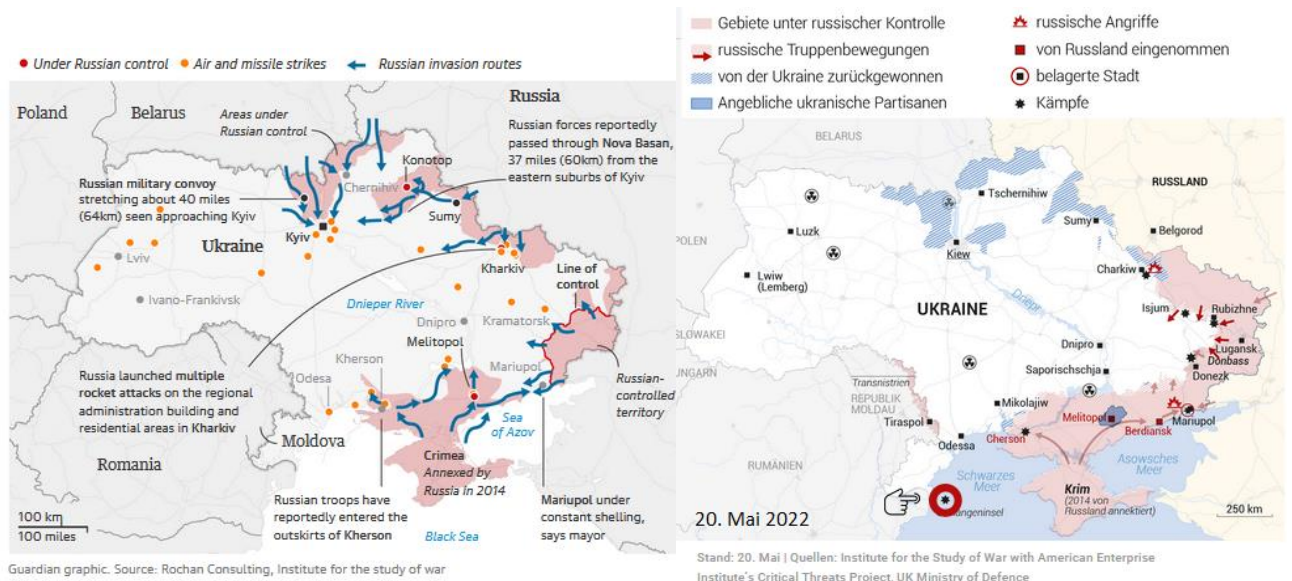 Under Russian control
Air and missile strikes
Russian invasion routes
Poland
Belarus
Areas under
Russian control
Russia
Russian forces reportedly
passed through Nova Basan,
37 miles (60km) from the
eastern suburbs of Kyiv
Konotop
Chernihiv
Russian military convoy
stretching about 40 miles
(64km) seen approaching Kyiv
Sumy
Kyiv
Ukraine
Lviv
Kharkiv
Line of
control
Ivano-Frankivsk
Dnieper River
Dnipro
Kramatorsk
Melitopol
Kherson
Mariupol
Odesa
Russia launched multiple
rocket attacks on the regional
administration building and
residential areas in Kharkiv
Russian-
controlled
territory
Sea
of Azov
Moldova
Crimea
Annexed by
Russia in 2014
Romania
Russian troops have
reportedly entered the
outskirts of Kherson
Mariupol under
constant shelling,
says mayor
Black Sea
100 km
100 miles
Guardian graphic. Source: Rochan Consulting, Institute for the study of war
Gebiete unter russischer Kontrolle
russische Truppenbewegungen
von der Ukraine zurückgewonnen
Angebliche ukranische Partisanen
russische Angriffe
von Russland eingenommen
belagerte Stadt
Kämpfe
BELARUS
RUSSLAND
Tschernihiw
POLEN
Luzk
Sumy
Belgorod
Kiew
Lwiw
(Lemberg)
Charkiw
UKRAINE
Dnipro
Isjum
Rubizhne
SLOWAKEI
Dnipro
Lugansk
Donbass
UNGARN
Saporischschja
Donezk
Transnistrien
REPUBLIK
MOLDAU
Mikolajiw
Melitopol
Mariupol
Tiraspol
Berdiansk
Odessa
Cherson
RUMÄNIEN
Schwarzes
Meer
Asowsches
Meer
Krim
(2014 von
Russland annektiert)
20. Mai 2022
250 km
Stand: 20. Mai | Quellen: Institute for the Study of War with American Enterprise
Institute's Critical Threats Project, UK Ministry of Defence